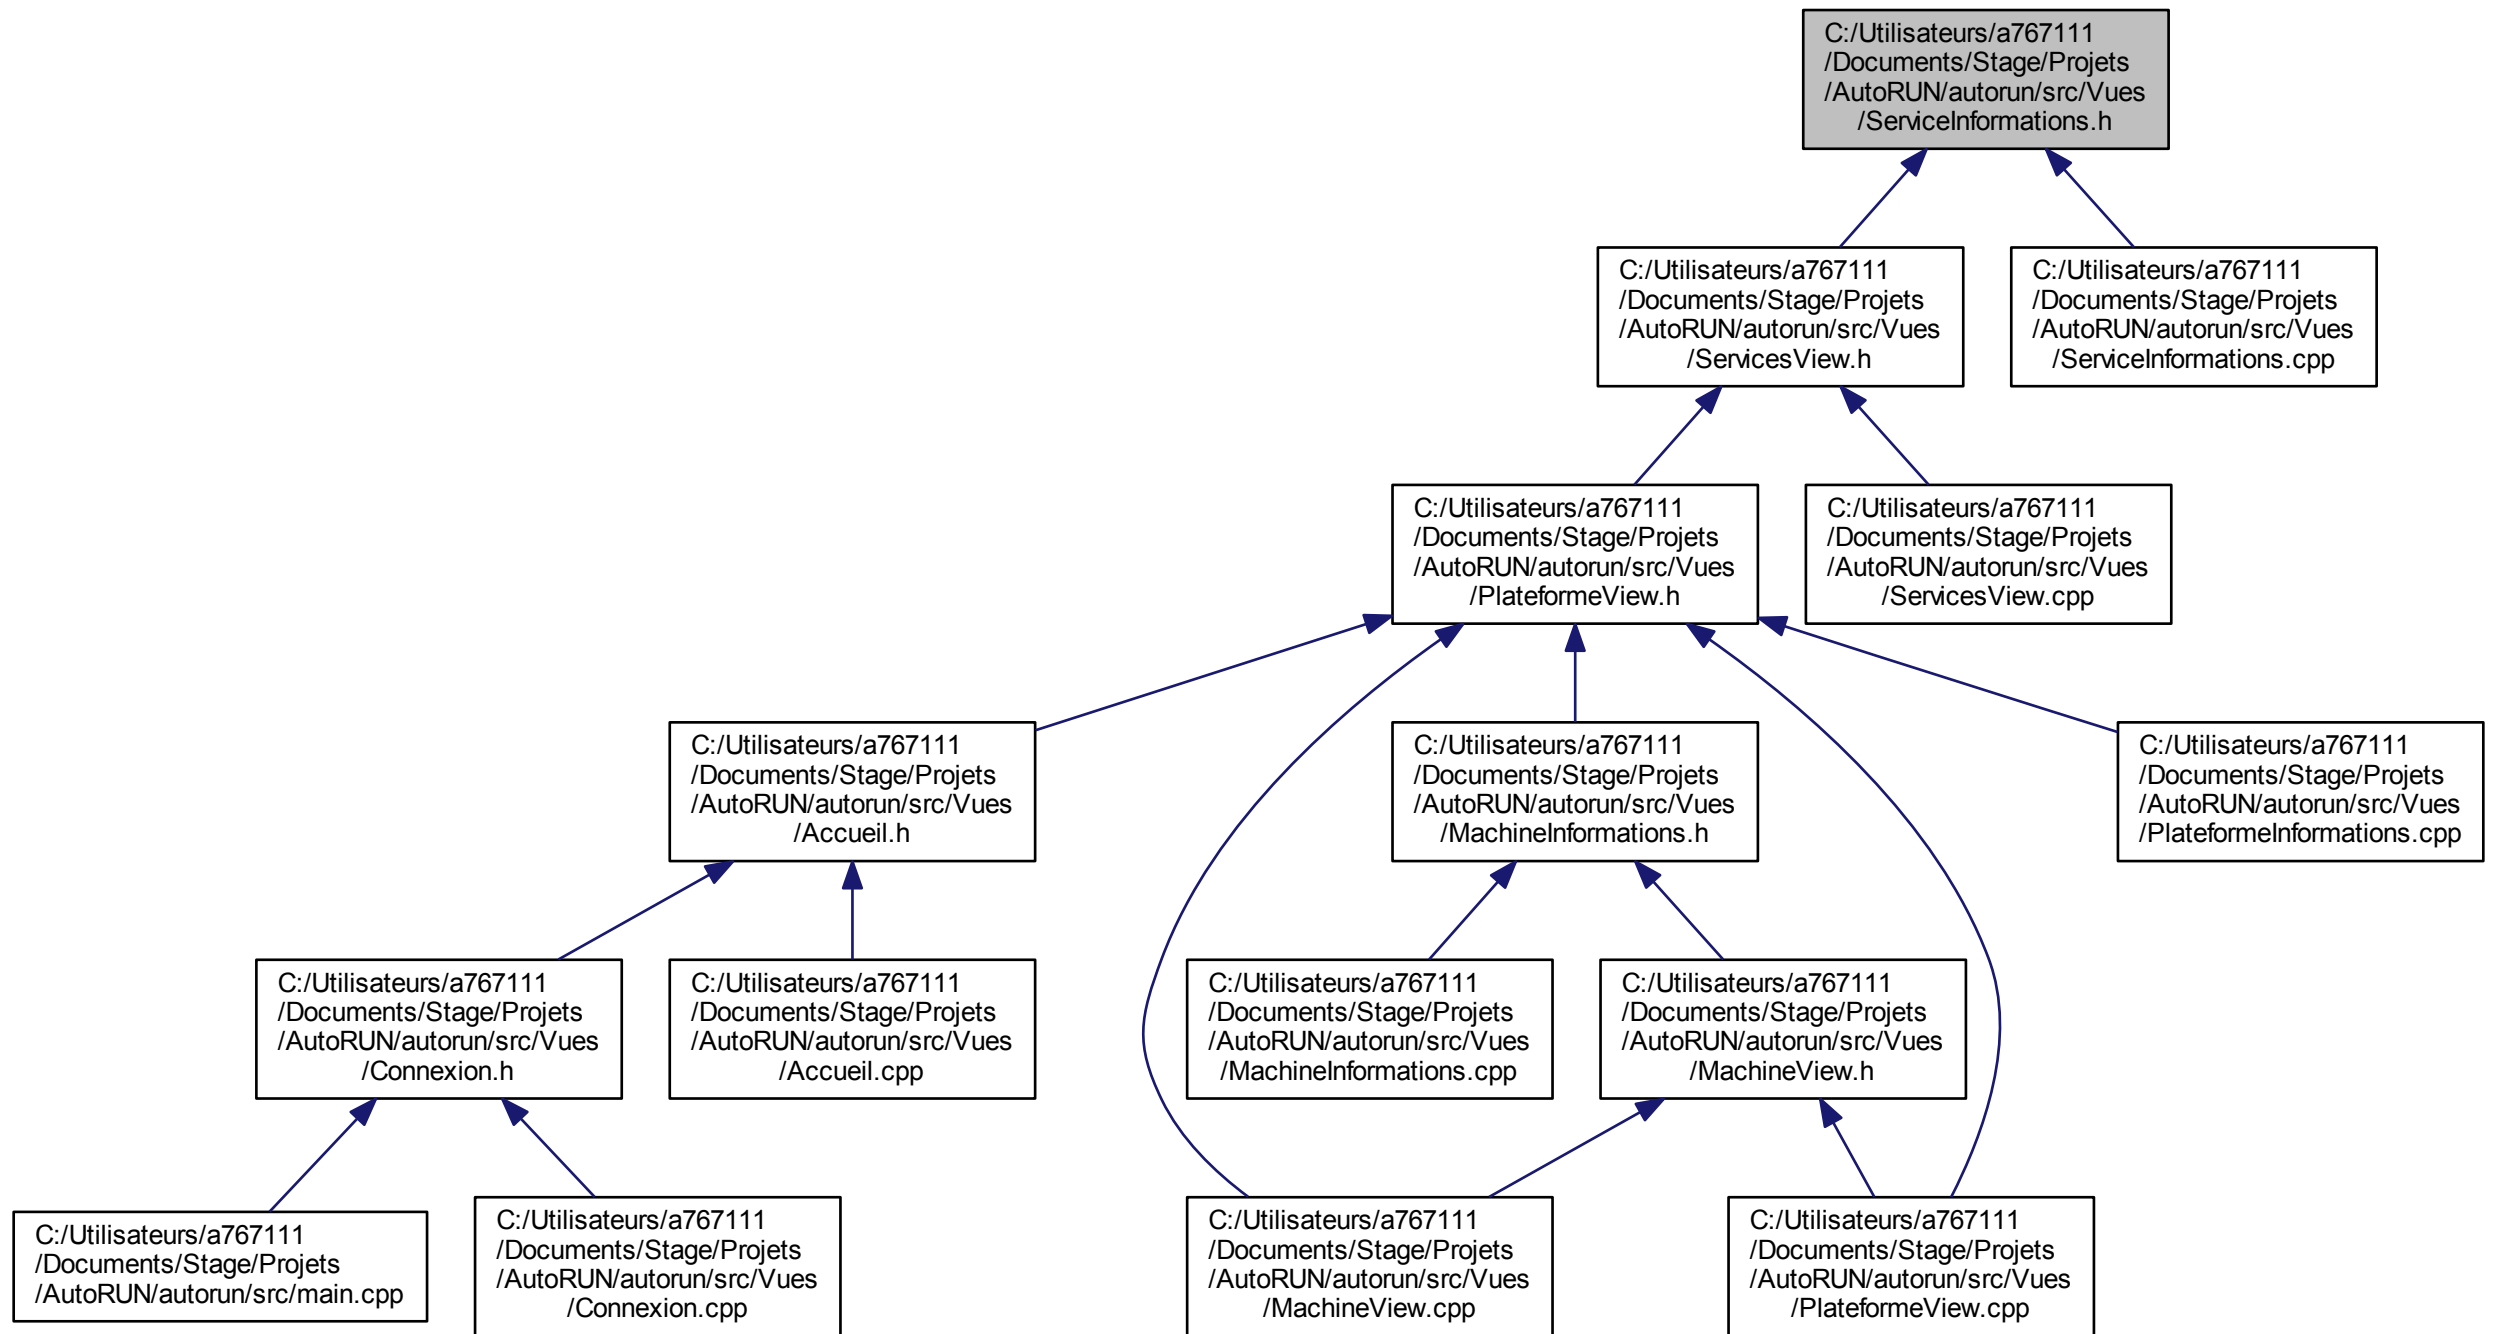 C:/Utilisateurs/a767111
/Documents/Stage/Projets
/AutoRUN/autorun/src/Vues
/ServiceInformations.h
C:/Utilisateurs/a767111
/Documents/Stage/Projets
/AutoRUN/autorun/src/Vues
/ServicesView.h
C:/Utilisateurs/a767111
/Documents/Stage/Projets
/AutoRUN/autorun/src/Vues
/ServiceInformations.cpp
C:/Utilisateurs/a767111
/Documents/Stage/Projets
/AutoRUN/autorun/src/Vues
/PlateformeView.h
C:/Utilisateurs/a767111
/Documents/Stage/Projets
/AutoRUN/autorun/src/Vues
/ServicesView.cpp
C:/Utilisateurs/a767111
/Documents/Stage/Projets
/AutoRUN/autorun/src/Vues
/Accueil.h
C:/Utilisateurs/a767111
/Documents/Stage/Projets
/AutoRUN/autorun/src/Vues
/MachineInformations.h
C:/Utilisateurs/a767111
/Documents/Stage/Projets
/AutoRUN/autorun/src/Vues
/PlateformeInformations.cpp
C:/Utilisateurs/a767111
/Documents/Stage/Projets
/AutoRUN/autorun/src/Vues
/Connexion.h
C:/Utilisateurs/a767111
/Documents/Stage/Projets
/AutoRUN/autorun/src/Vues
/Accueil.cpp
C:/Utilisateurs/a767111
/Documents/Stage/Projets
/AutoRUN/autorun/src/Vues
/MachineInformations.cpp
C:/Utilisateurs/a767111
/Documents/Stage/Projets
/AutoRUN/autorun/src/Vues
/MachineView.h
C:/Utilisateurs/a767111
/Documents/Stage/Projets
/AutoRUN/autorun/src/main.cpp
C:/Utilisateurs/a767111
/Documents/Stage/Projets
/AutoRUN/autorun/src/Vues
/Connexion.cpp
C:/Utilisateurs/a767111
/Documents/Stage/Projets
/AutoRUN/autorun/src/Vues
/MachineView.cpp
C:/Utilisateurs/a767111
/Documents/Stage/Projets
/AutoRUN/autorun/src/Vues
/PlateformeView.cpp